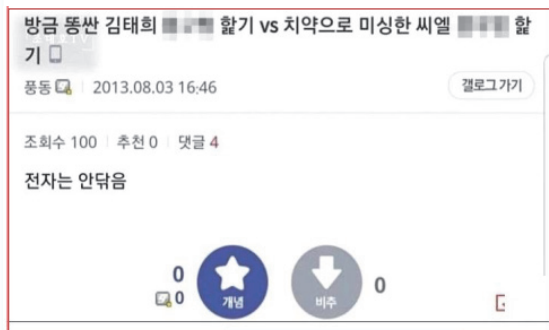 방금 똥싼 김태희 핥기 vs 치약으로 미싱한 씨엘 핥
기
풍동 2013.08.03 16:46
갤로그 가기
조회수 100 추천 0 댓글 4
전자는 안닦음
0 0
0
개념 비추